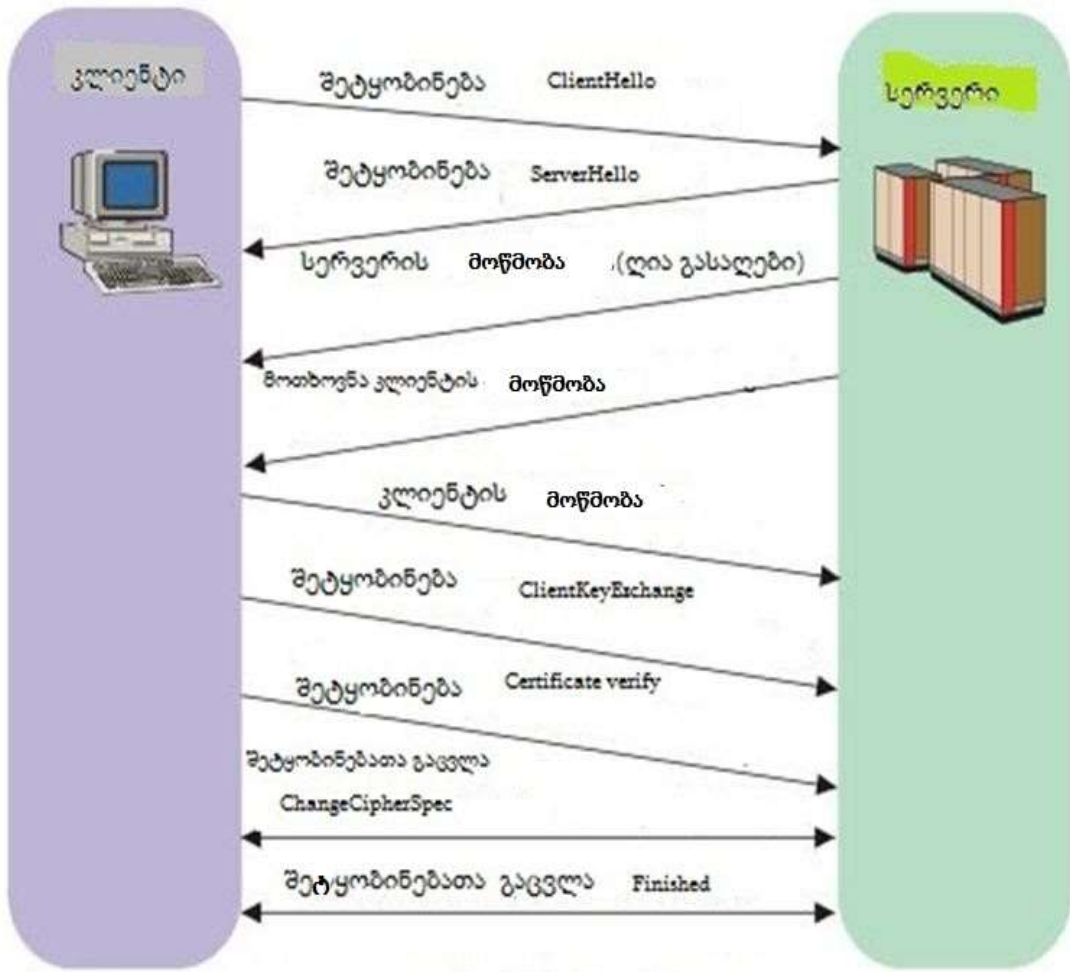 კლიენტი
სერვერი
შეტყობინება ClientHello
შეტყობინება ServerHello
სერვერის მოწმობა .(ღია გასაღები)
მოთხოვნა კლიენტის მოწმობა
კლიენტის მოწმობა
შეტყობინება ClientKeyExchange
შეტყობინება Certificate verify
შეტყობინებათა გაცვლა
ChangeCipherSpec
შეტყობინებათა გაცვლა Finished